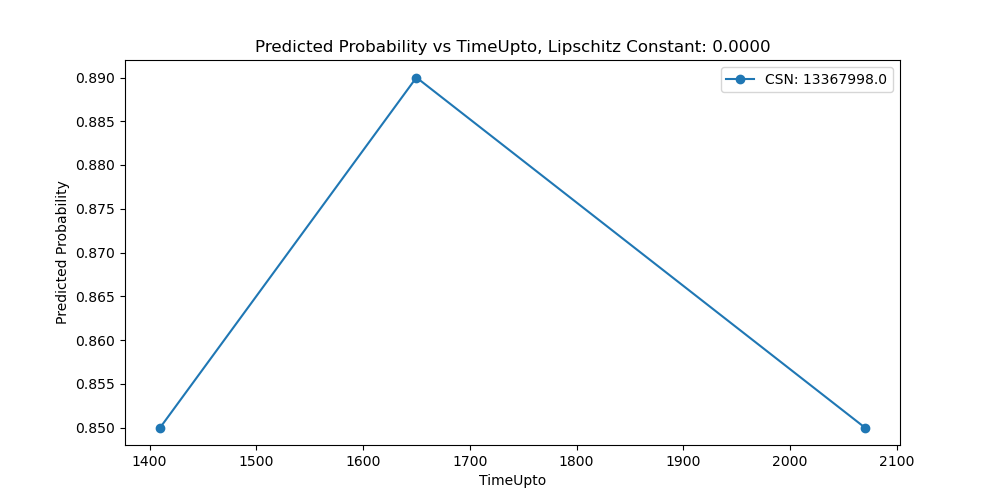 Predicted Probability vs TimeUpto, Lipschitz Constant: 0.0000
CSN: 13367998.0
Predicted Probability
0.890
0.885
0.880
0.875
0.870
0.865
0.860
0.855
0.850
1400 1500 1600 1700 1800 1900 2000 2100
TimeUpto